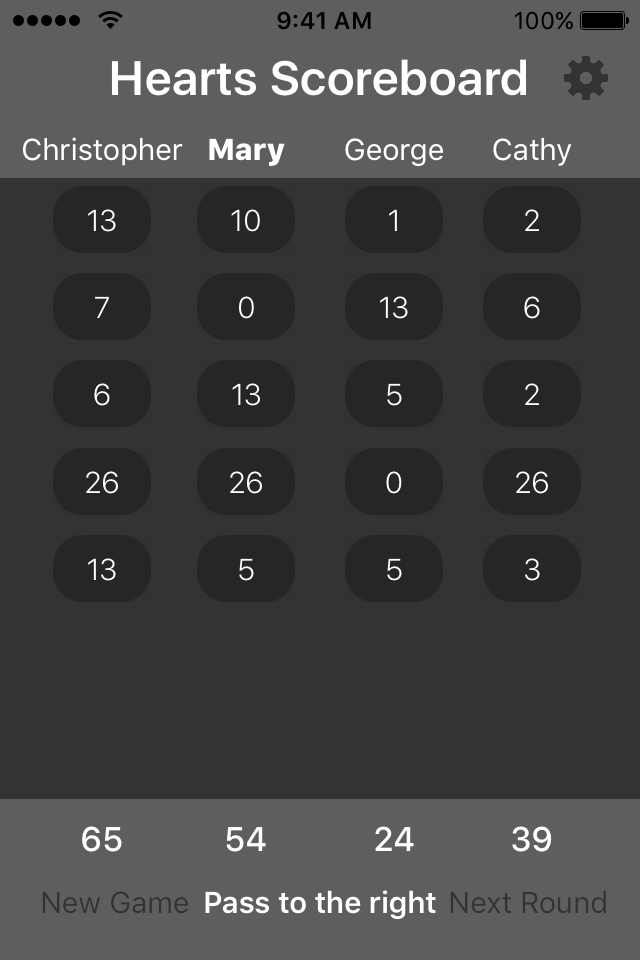 9:41 AM 100%
Hearts Scoreboard
Christopher Mary George Cathy
13 10 1 2
7 0 13 6
6 13 5 2
26 26 0 26
13 5 5 3
65 54 24 39
New Game Pass to the right Next Round